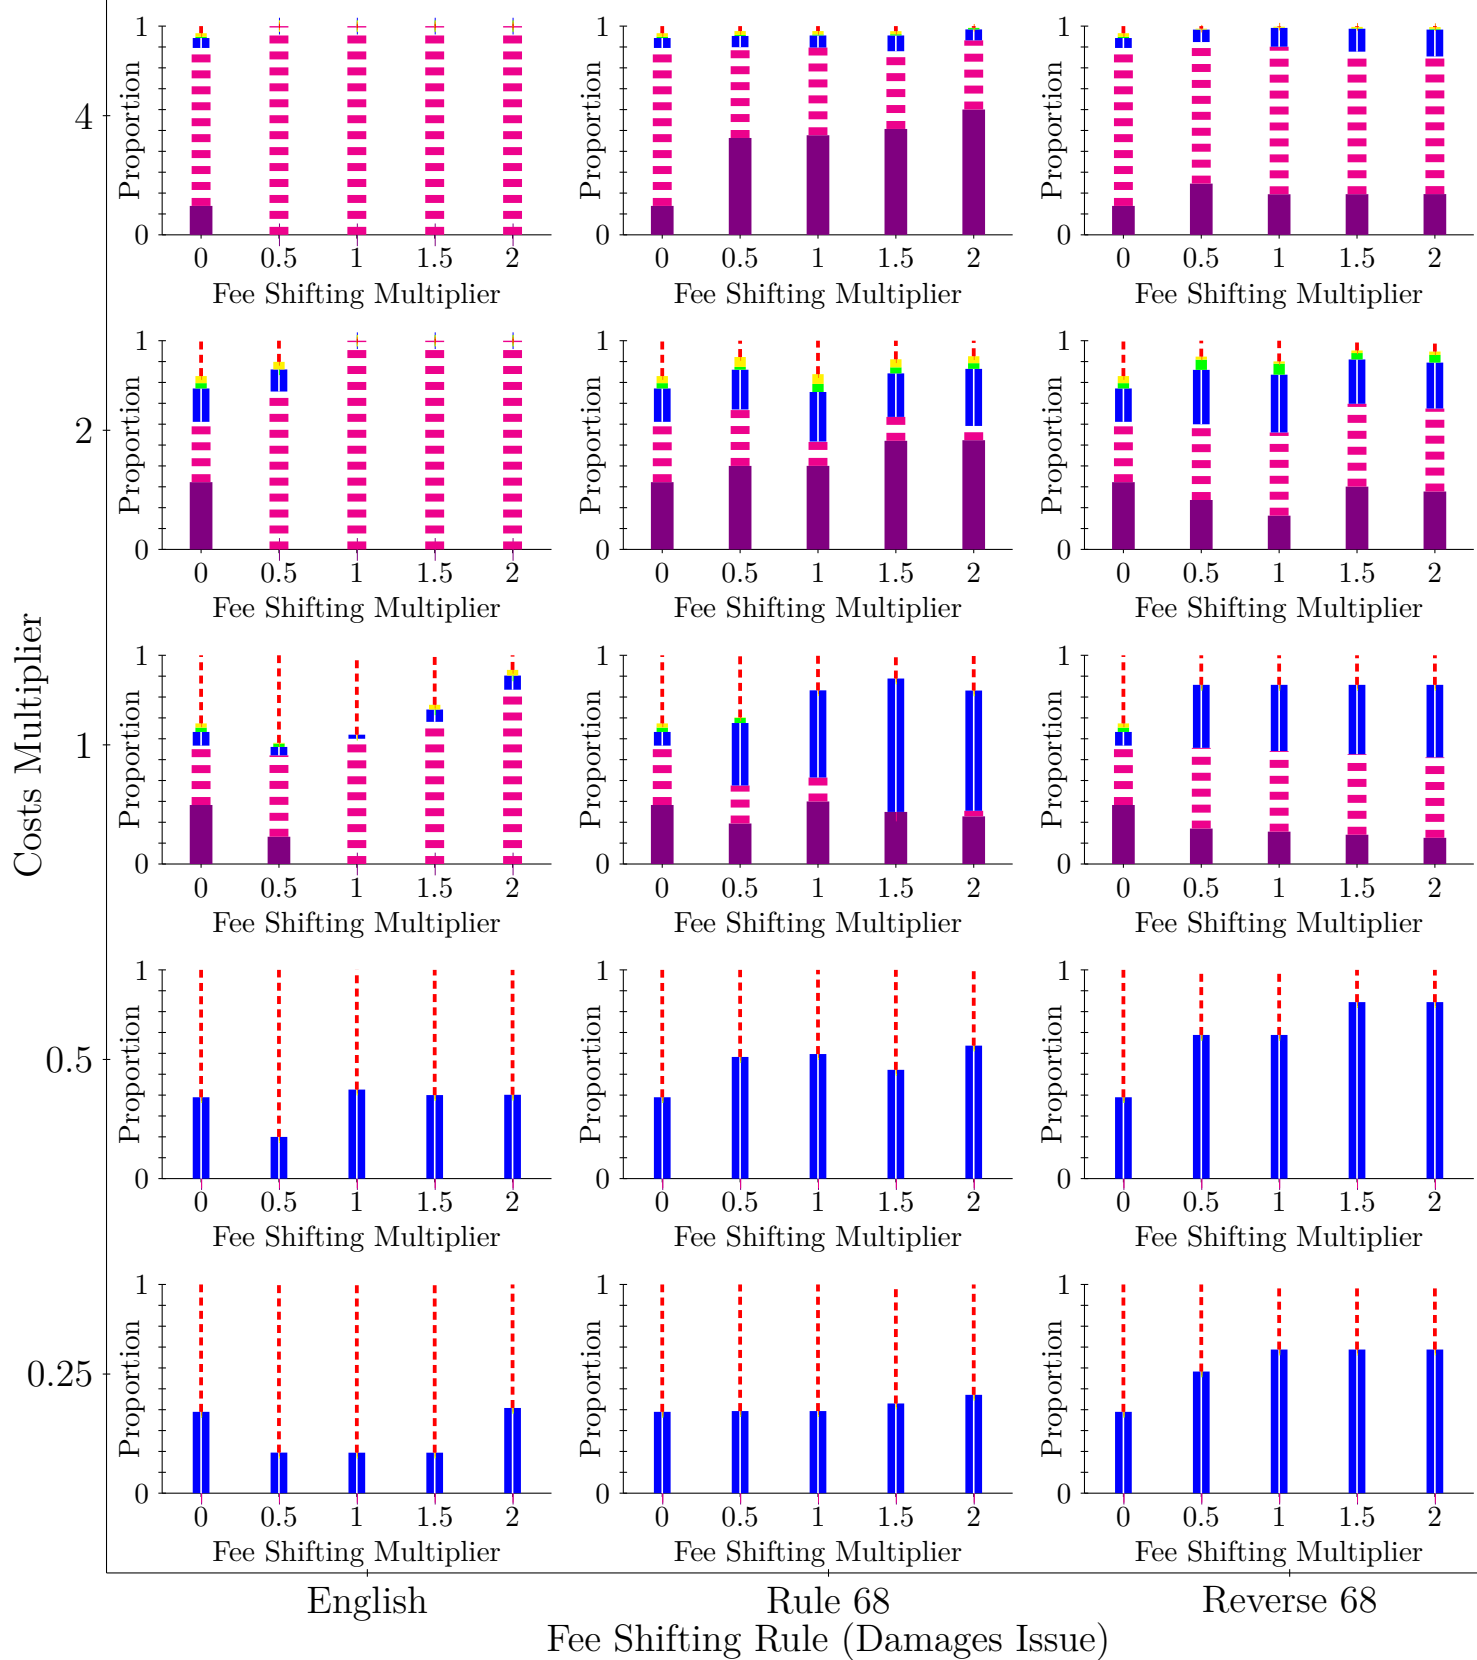 Costs Multiplier
4
1
Proportion
0
0 0.5 1 1.5 2
Fee Shifting Multiplier
1
Proportion
0
0 0.5 1 1.5 2
Fee Shifting Multiplier
1
Proportion
0
0 0.5 1 1.5 2
Fee Shifting Multiplier
2
1
Proportion
0
0 0.5 1 1.5 2
Fee Shifting Multiplier
1
Proportion
0
0 0.5 1 1.5 2
Fee Shifting Multiplier
1
Proportion
0
0 0.5 1 1.5 2
Fee Shifting Multiplier
1
1
Proportion
0
0 0.5 1 1.5 2
Fee Shifting Multiplier
1
Proportion
0
0 0.5 1 1.5 2
Fee Shifting Multiplier
1
Proportion
0
0 0.5 1 1.5 2
Fee Shifting Multiplier
0.5
1
Proportion
0
0 0.5 1 1.5 2
Fee Shifting Multiplier
1
Proportion
0
0 0.5 1 1.5 2
Fee Shifting Multiplier
1
Proportion
0
0 0.5 1 1.5 2
Fee Shifting Multiplier
0.25
1
Proportion
0
0 0.5 1 1.5 2
Fee Shifting Multiplier
1
Proportion
0
0 0.5 1 1.5 2
Fee Shifting Multiplier
1
Proportion
0
0 0.5 1 1.5 2
Fee Shifting Multiplier
English Rule 68 Reverse 68
Fee Shifting Rule (Damages Issue)